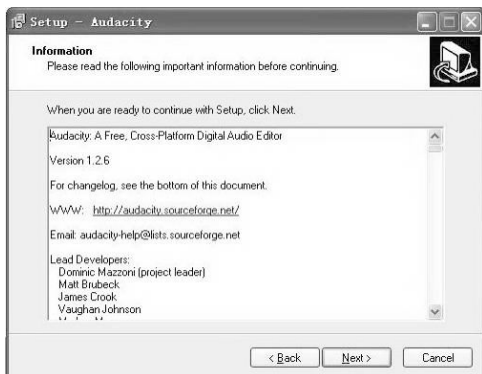 Setup - Audacity
Information
Please read the following important information before continuing.
When you are ready to continue with Setup, click Next.
Audacity: A Free, Cross-Platform Digital Audio Editor
Version 1.2.6
For changelog, see the bottom of this document.
WWW: http://audacity.sourceforge.net/
Email: audacity-help@lists.sourceforge.net
Lead Developers:
Dominic Mazzoni (project leader)
Matt Brubeck
James Crook
Vaughan Johnson
< Back Next > Cancel